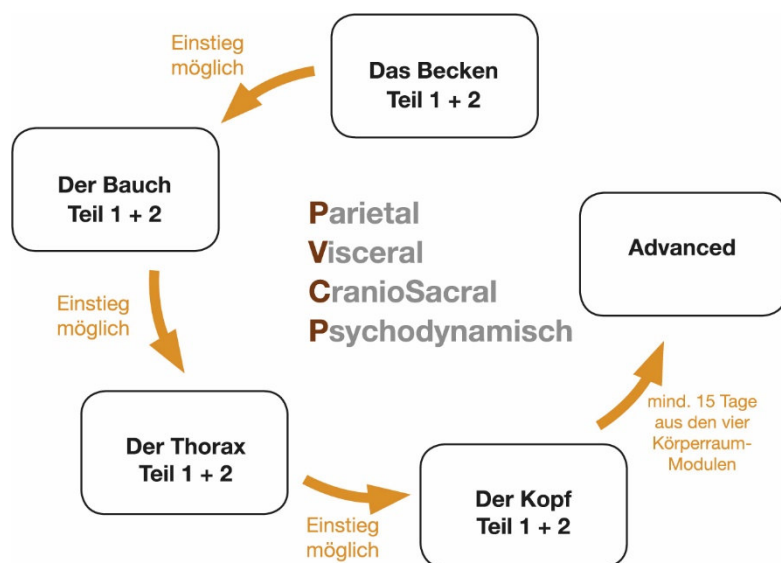 Einstieg
möglich
Das Becken
Teil 1 + 2
Der Bauch
Teil 1 + 2
Parietal
Visceral
CranioSacral
Psychodynamisch
Advanced
Einstieg
möglich
mind. 15 Tage
aus den vier
Körperraum-
Modulen
Der Thorax
Teil 1 + 2
Der Kopf
Teil 1 + 2
Einstieg
möglich